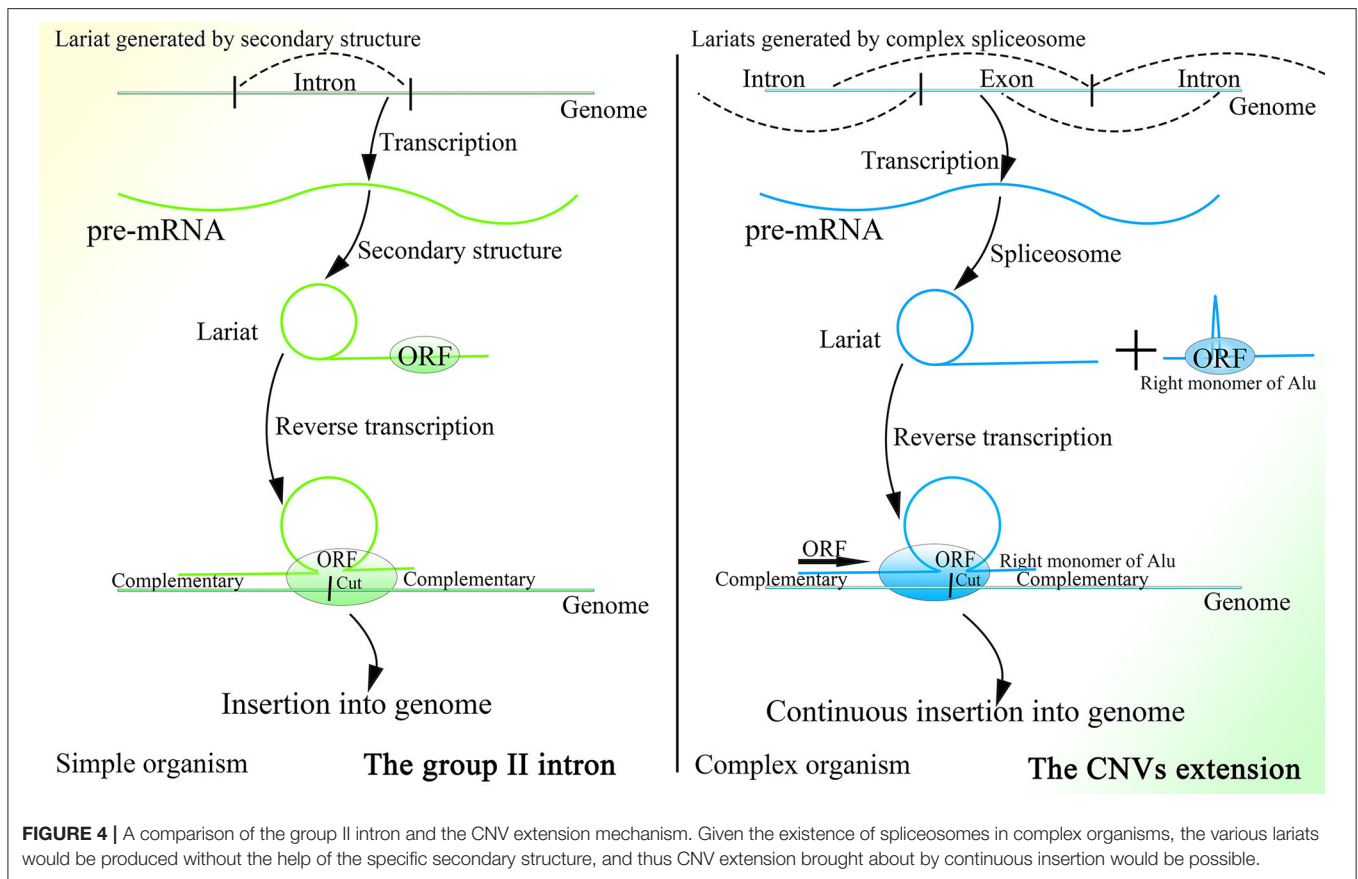 Lariat generated by secondary structure
Intron
Genome
Transcription
pre-mRNA
Secondary structure
Lariat
ORF
Reverse transcription
ORF
Complementary
Cut
Complementary
Genome
Insertion into genome
Simple organism
The group II intron
Lariats generated by complex spliceosome
Intron
Exon
Intron
Genome
Transcription
pre-mRNA
Spliceosome
Lariat
+
ORF
Right monomer of Alu
Reverse transcription
ORF
ORF
Right monomer of Alu
Complementary
Cut
Complementary
Genome
Continuous insertion into genome
Complex organism
The CNVs extension
FIGURE 4 | A comparison of the group II intron and the CNV extension mechanism. Given the existence of spliceosomes in complex organisms, the various lariats
would be produced without the help of the specific secondary structure, and thus CNV extension brought about by continuous insertion would be possible.